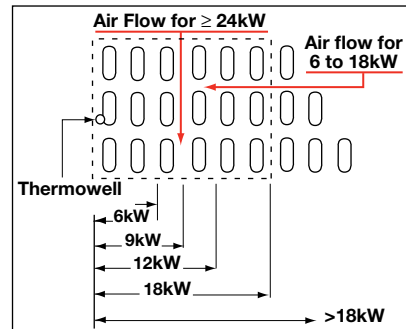 Air Flow for ≥ 24kW
Air flow for
6 to 18kW
Thermowell
6kW
9kW
12kW
18kW
>18kW